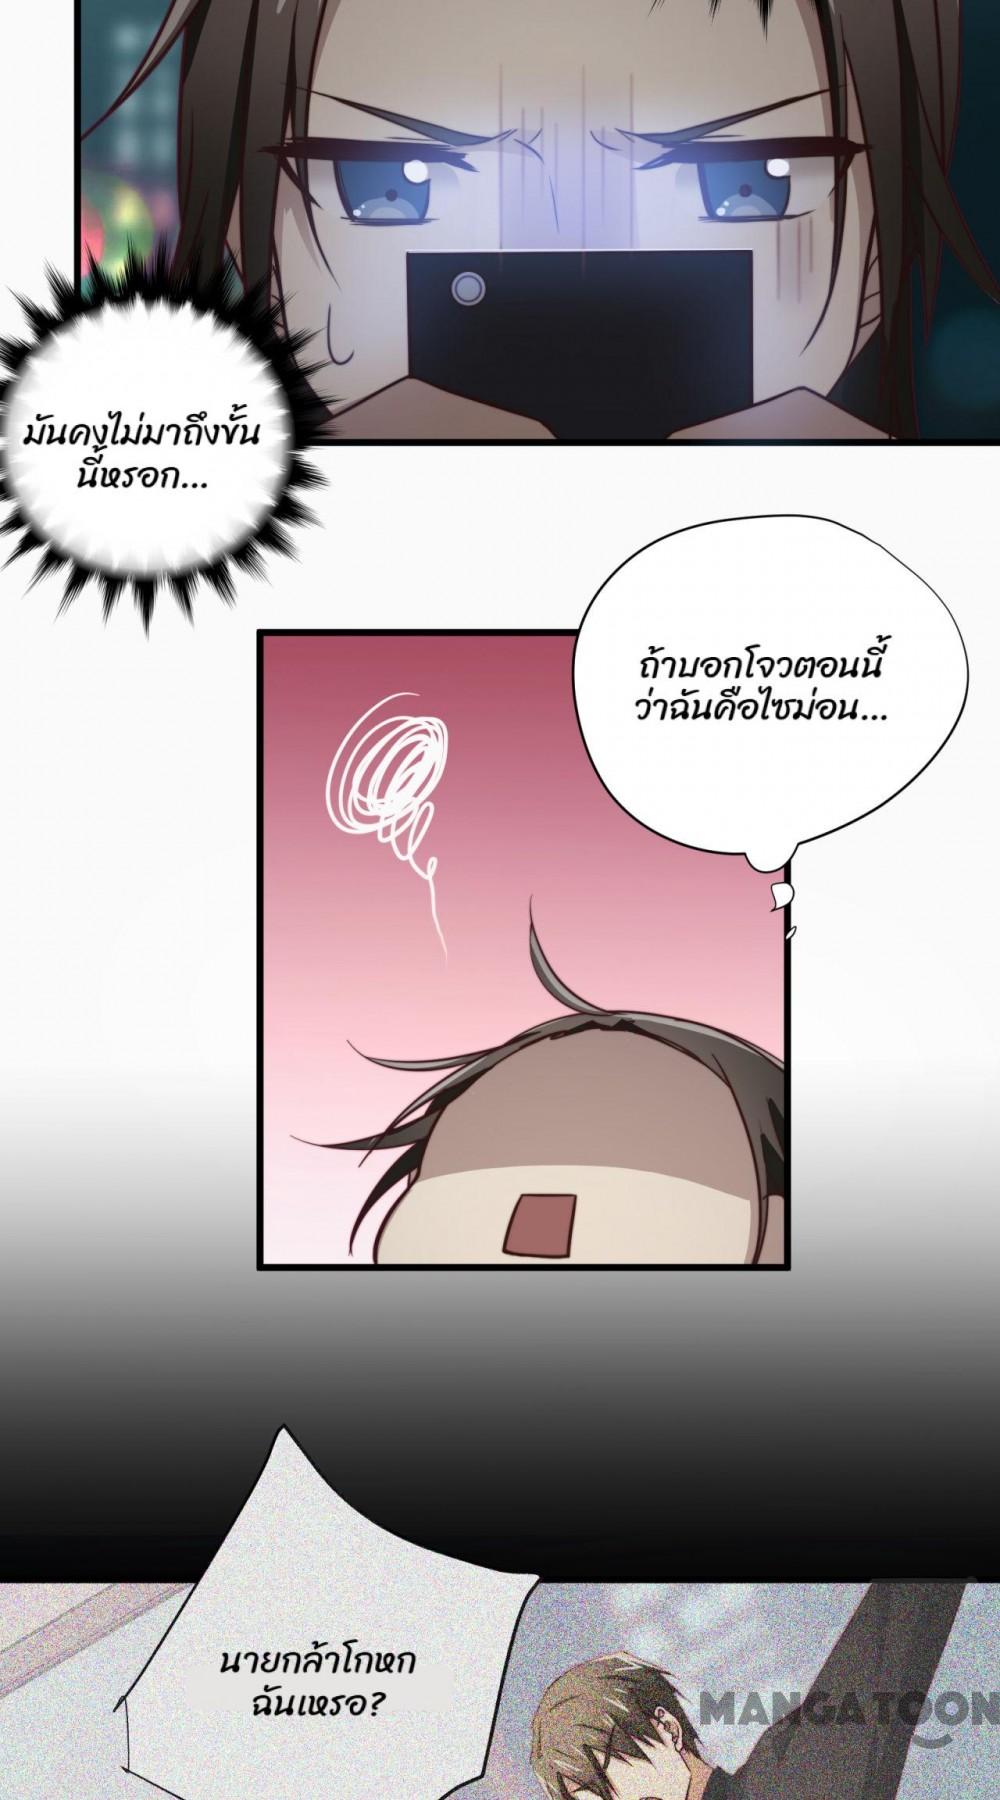 มันคงไม่มาถึงขั้น
นี้หรอก...
ถ้าบอกโจวตอนนี้
ว่าฉันคือไซม่อน...
นายกล้าโกหก
ฉันเหรอ?
MANGATOON